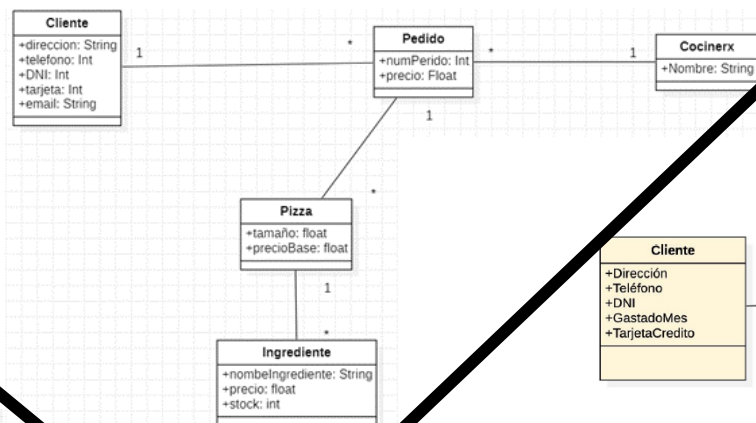 Cliente
+direccion: String
+telefono: Int
+DNI: Int
+tarjeta: Int
+email: String
1
*
Pedido
+numPerido: Int
+precio: Float
*
1
Cocinerx
+Nombre: String
1
*
Pizza
+tamaño: float
+precioBase: float
1
*
Ingrediente
+nombeIngrediente: String
+precio: float
+stock: int
Cliente
+Dirección
+Teléfono
+DNI
+GastadoMes
+TarjetaCredito